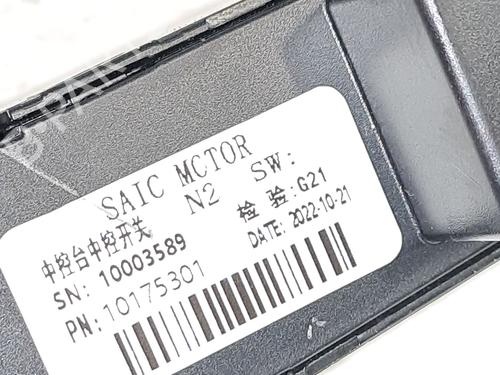 SAIC MCTOR
N2 SW:
中控台中控开关 检 验: G21
SN: 10003589 DATE: 2022-10-21
PN: 10175301